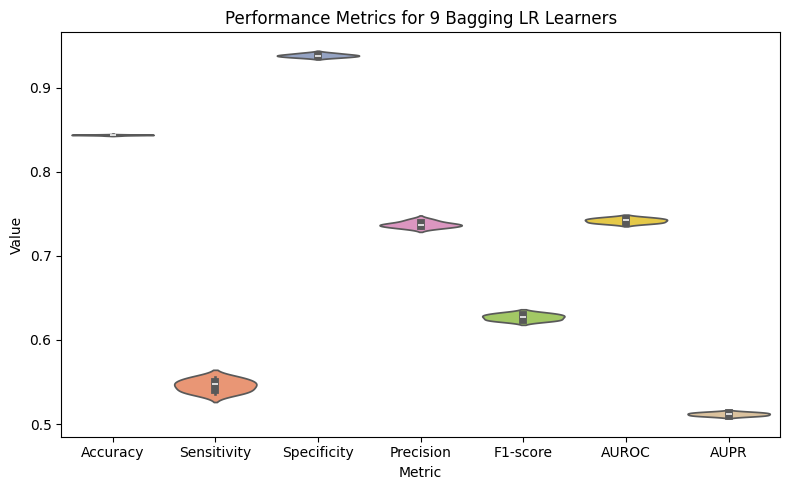 Performance Metrics for 9 Bagging LR Learners
Value
0.9
0.8
0.7
0.6
0.5
Accuracy Sensitivity Specificity Precision F1-score AUROC AUPR
Metric